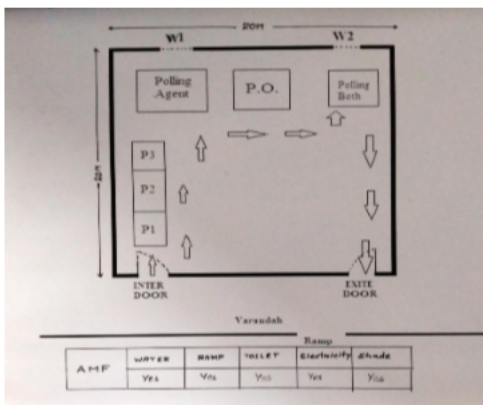 20M
W1 W2
Polling
Agent
P.O.
Polling
Both
P3
P2
P1
INTER
DOOR
EXITE
DOOR
Varandah
Ramp
AMF WATER RAMP TOILET Electricity Shade
Yes Yes Yes Yes Yes